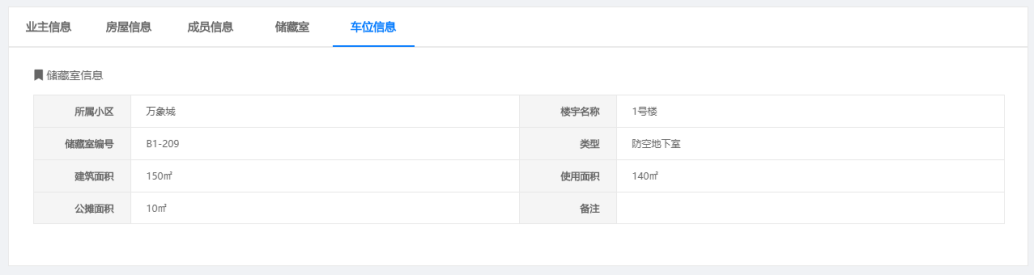 业主信息 房屋信息 成员信息 储藏室 车位信息
储藏室信息
所属小区 万象城 楼宇名称 1号楼
储藏室编号 B1-209 类型 防空地下室
建筑面积 150㎡ 使用面积 140㎡
公摊面积 10㎡ 备注